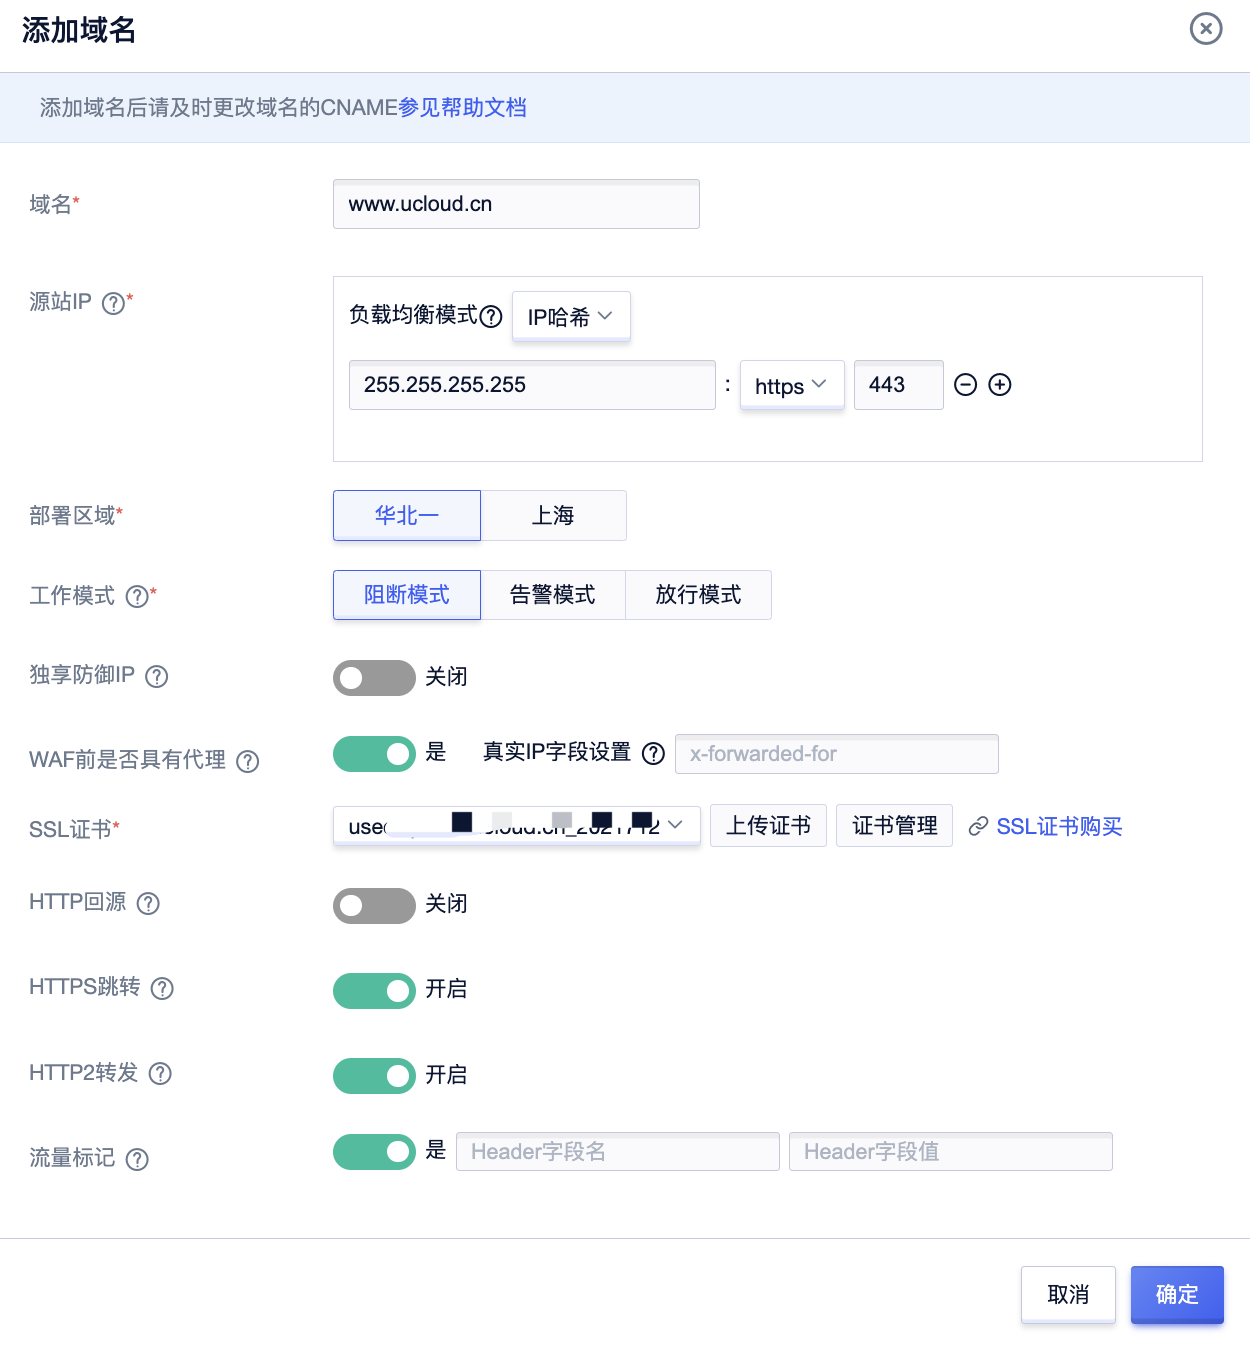 添加域名
添加域名后请及时更改域名的CNAME参见帮助文档
域名* www.ucloud.cn
源站IP * 负载均衡模式 IP哈希
255.255.255.255 : https 443
部署区域* 华北一 上海
工作模式 * 阻断模式 告警模式 放行模式
独享防御IP 关闭
WAF前是否具有代理 是 真实IP字段设置 x-forwarded-for
SSL证书* 上传证书 证书管理 SSL证书购买
HTTP回源 关闭
HTTPS跳转 开启
HTTP2转发 开启
流量标记 是 Header字段名 Header字段值
取消 确定